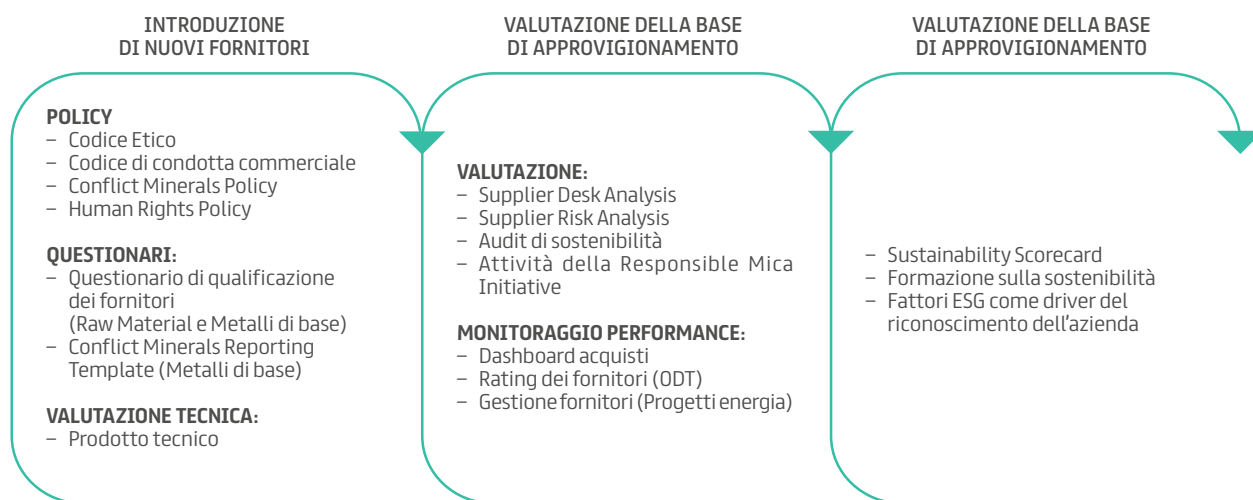 INTRODUZIONE
DI NUOVI FORNITORI
POLICY
– Codice Etico
– Codice di condotta commerciale
– Conflict Minerals Policy
– Human Rights Policy
QUESTIONARI:
– Questionario di qualificazione
dei fornitori
(Raw Material e Metalli di base)
– Conflict Minerals Reporting
Template (Metalli di base)
VALUTAZIONE TECNICA:
– Prodotto tecnico
VALUTAZIONE DELLA BASE
DI APPROVIGIONAMENTO
VALUTAZIONE:
– Supplier Desk Analysis
– Supplier Risk Analysis
– Audit di sostenibilità
– Attività della Responsible Mica
Initiative
MONITORAGGIO PERFORMANCE:
– Dashboard acquisti
– Rating dei fornitori (ODT)
– Gestione fornitori (Progetti energia)
VALUTAZIONE DELLA BASE
DI APPROVIGIONAMENTO
– Sustainability Scorecard
– Formazione sulla sostenibilità
– Fattori ESG come driver del
riconoscimento dell'azienda